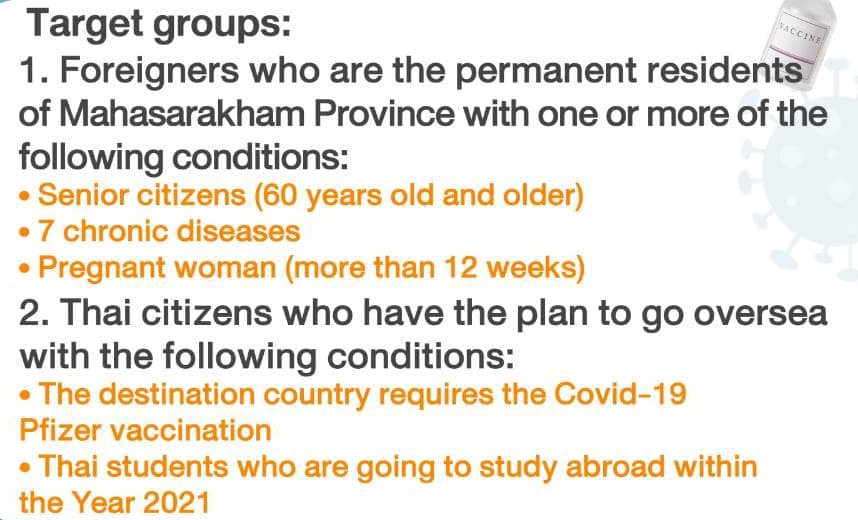 Target groups:
VACCINE
1. Foreigners who are the permanent residents
of Mahasarakham Province with one or more of the
following conditions:
• Senior citizens (60 years old and older)
• 7 chronic diseases
• Pregnant woman (more than 12 weeks)
2. Thai citizens who have the plan to go oversea
with the following conditions:
• The destination country requires the Covid-19
Pfizer vaccination
• Thai students who are going to study abroad within
the Year 2021